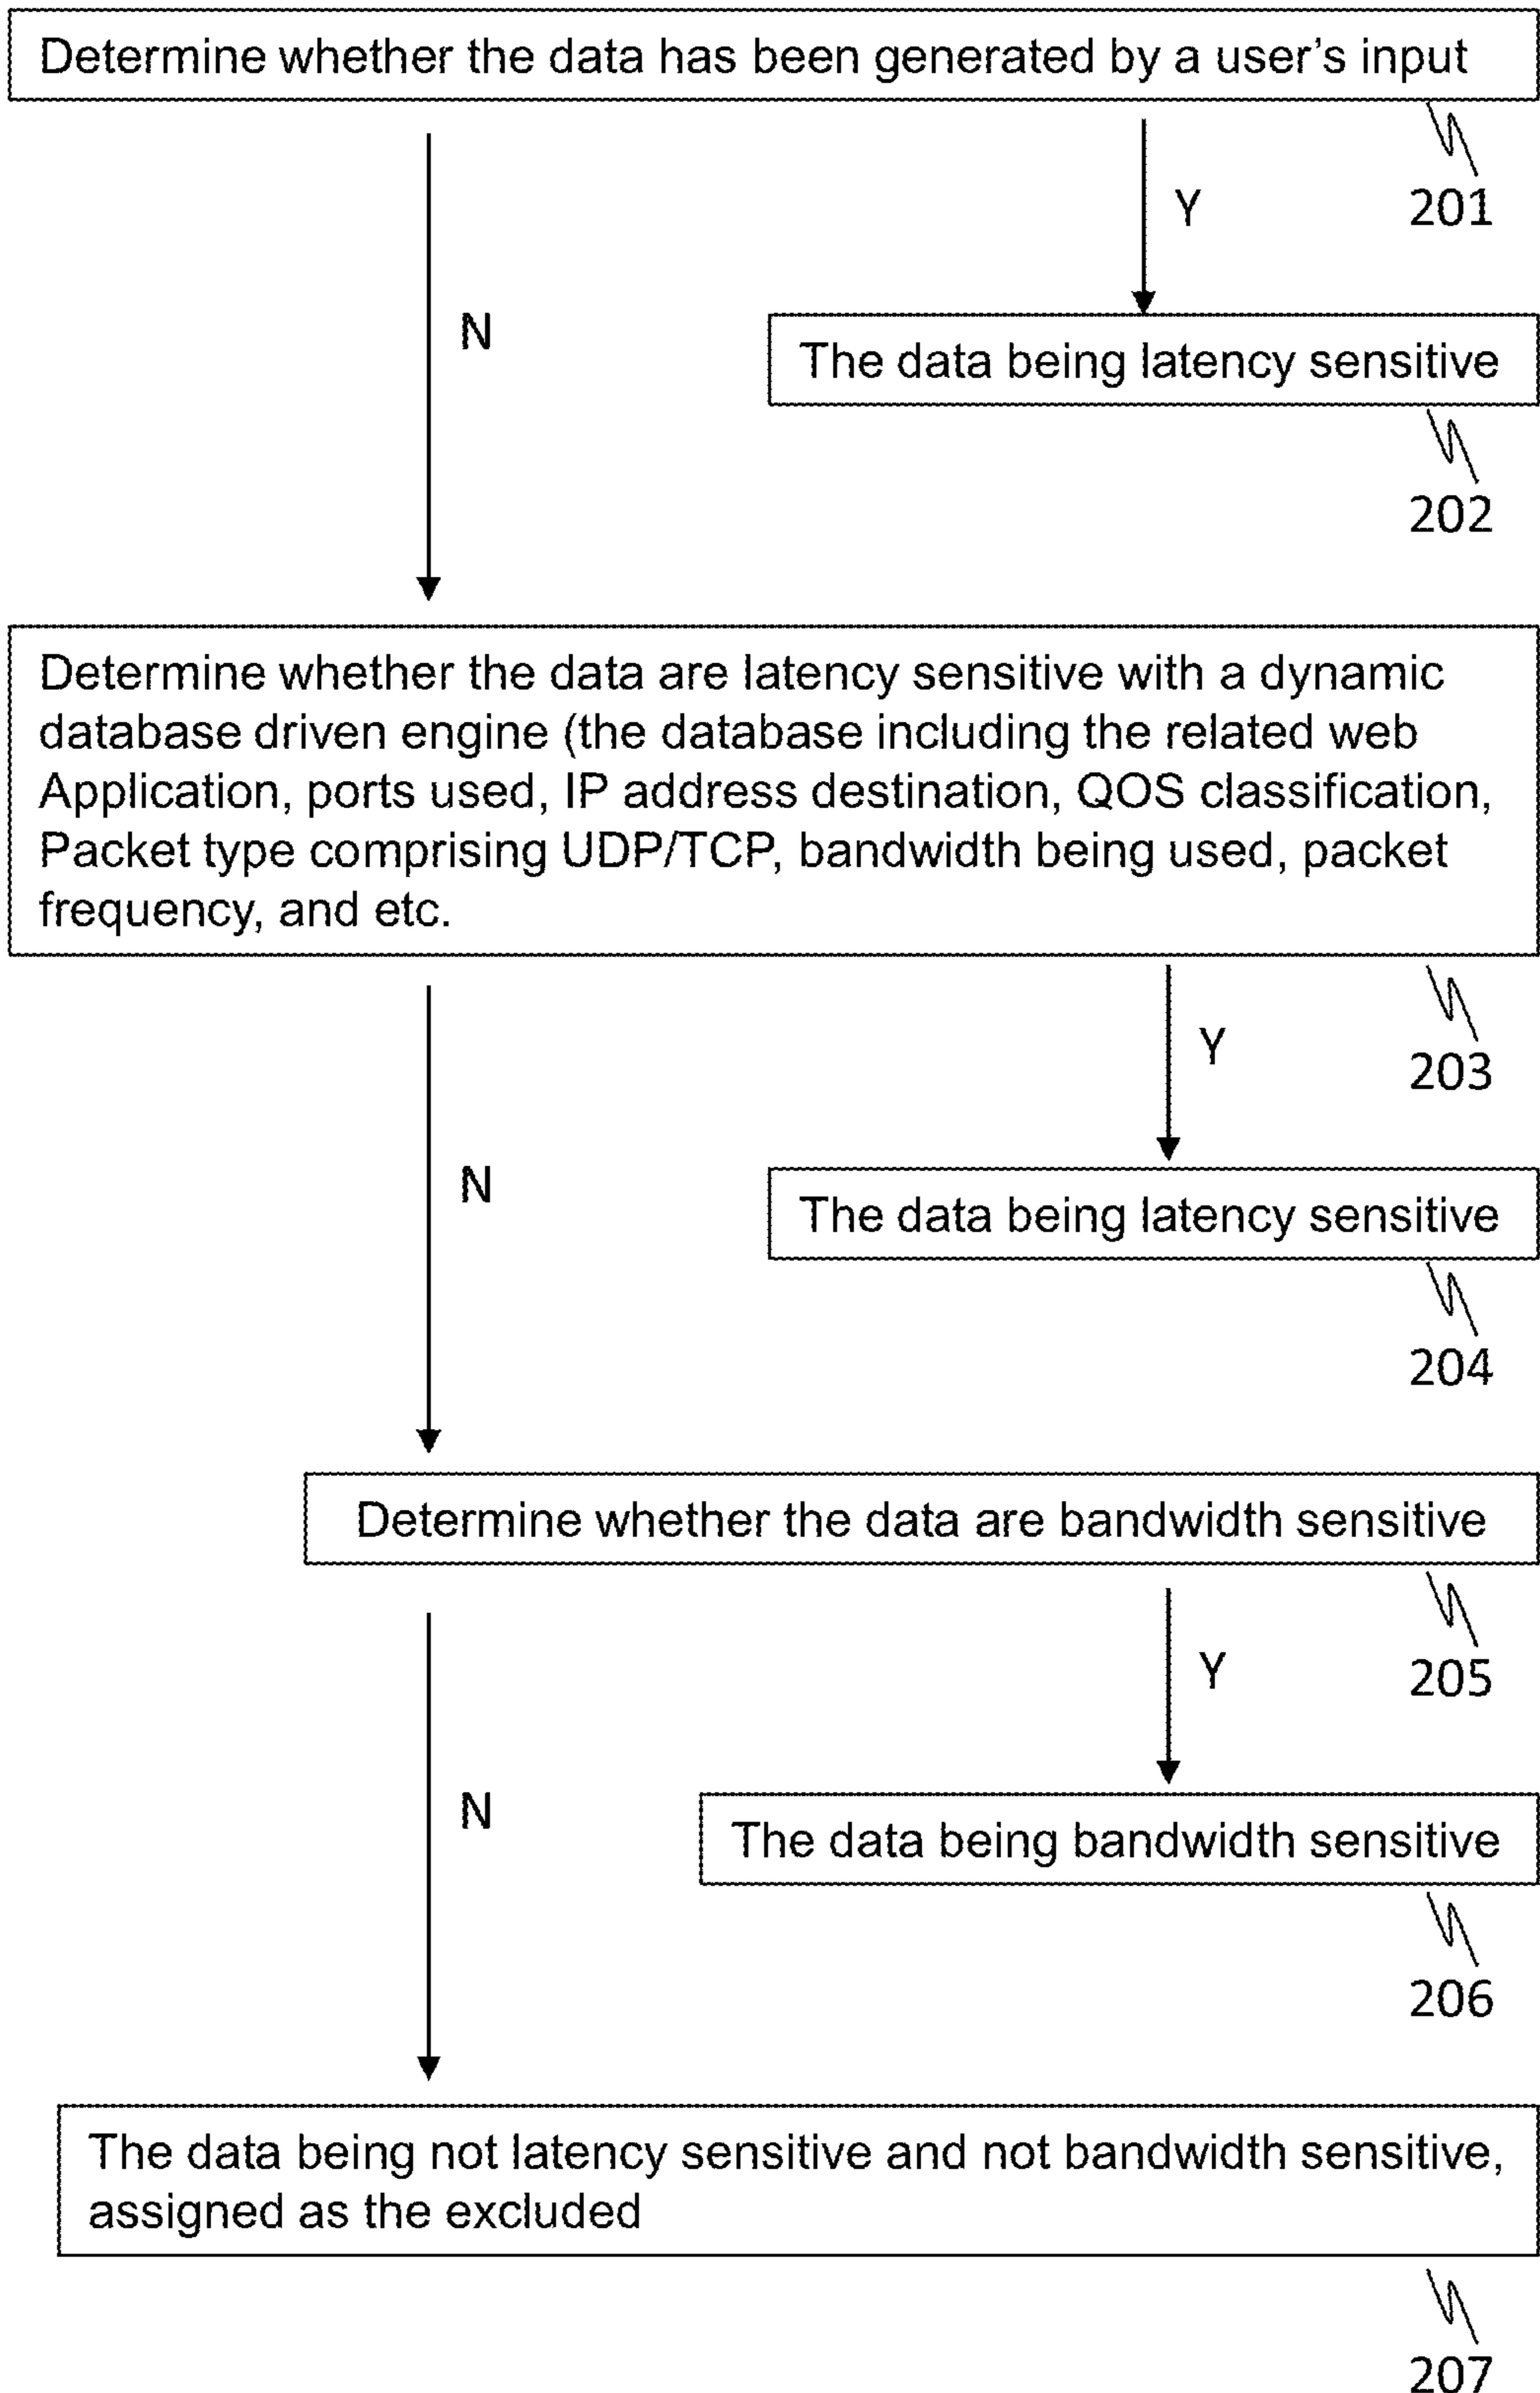 Determine whether the data has been generated by a user’s input
201
Y
N
The data being latency sensitive
202
Determine whether the data are latency sensitive with a dynamic
database driven engine (the database including the related web
Application, ports used, IP address destination, QOS classification,
Packet type comprising UDP/TCP, bandwidth being used, packet
frequency, and etc.
203
Y
N
The data being latency sensitive
204
Determine whether the data are bandwidth sensitive
205
Y
N
The data being bandwidth sensitive
206
The data being not latency sensitive and not bandwidth sensitive,
assigned as the excluded
207